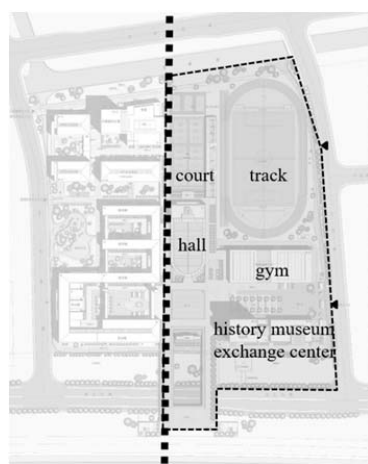 court
track
hall
gym
history museum
exchange center